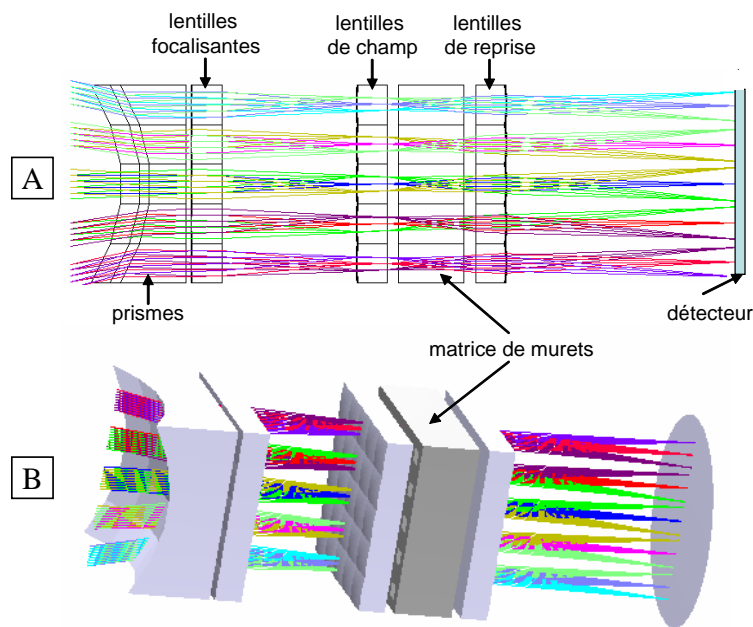 lentilles
focalisantes
lentilles
de champ
lentilles
de reprise
A
prismes
détecteur
matrice de murets
B